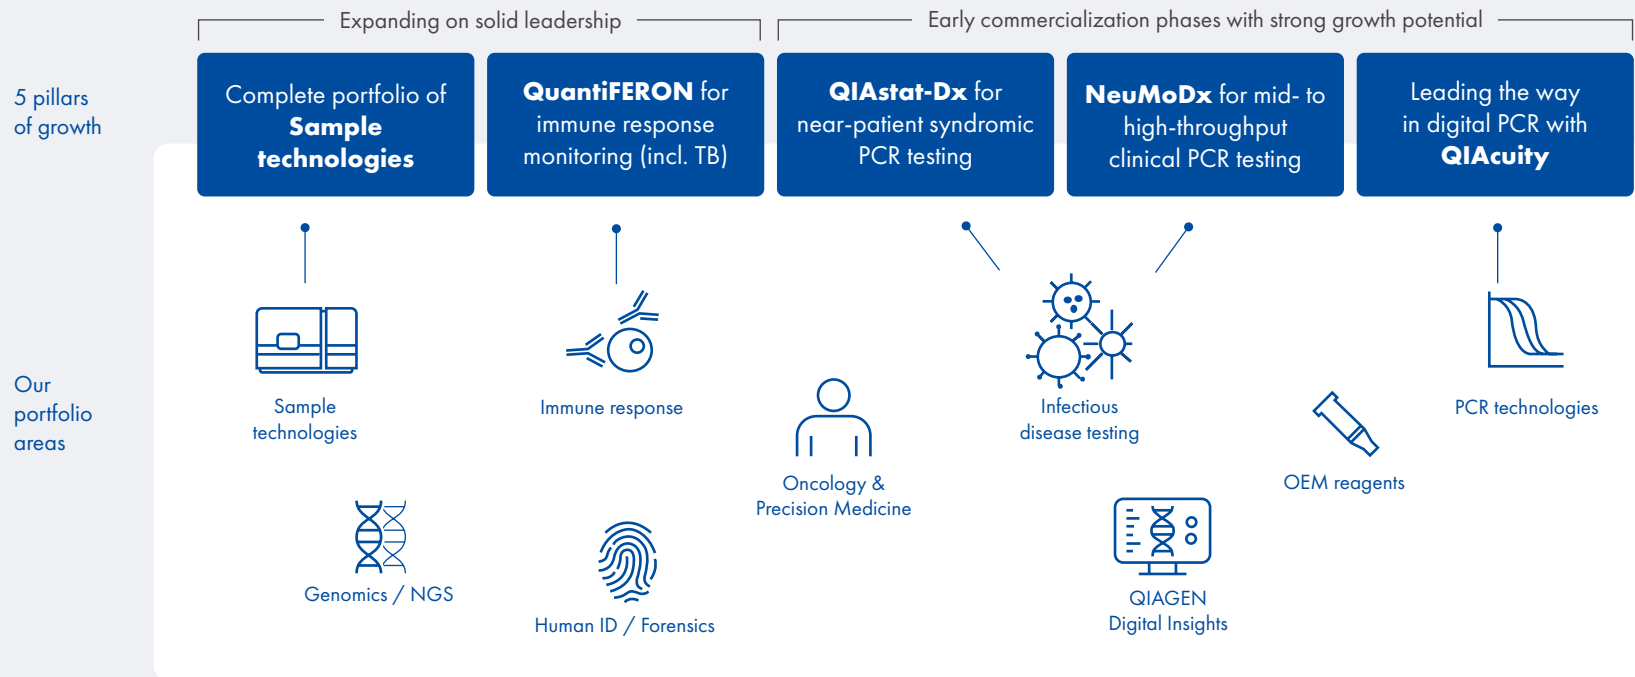 Expanding on solid leadership
Early commercialization phases with strong growth potential
5 pillars
of growth
Complete portfolio of
Sample
technologies
QuantiFERON for
immune response
monitoring (incl. TB)
QIAstat-Dx for
near-patient syndromic
PCR testing
NeuMoDx for mid- to
high-throughput
clinical PCR testing
Leading the way
in digital PCR with
QIAcuity
Our
portfolio
areas
Sample
technologies
Immune response
Oncology &
Precision Medicine
Infectious
disease testing
OEM reagents
PCR technologies
Genomics / NGS
Human ID / Forensics
QIAGEN
Digital Insights